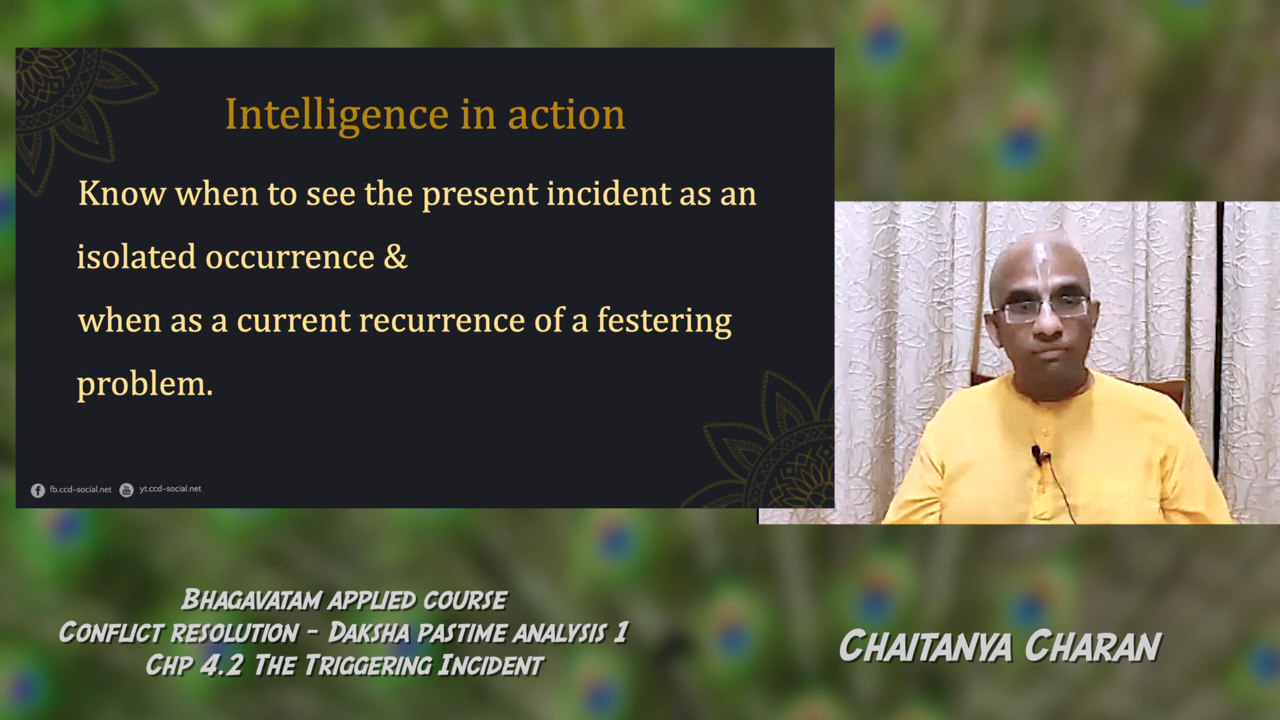 Intelligence in action
Know when to see the present incident as an
isolated occurrence &
when as a current recurrence of a festering
problem.
fb.ccd-social.net yt.ccd-social.net
Bhagavatam applied course
Conflict resolution - Daksha pastime analysis 1
Chp 4.2 The Triggering Incident
Chaitanya Charan